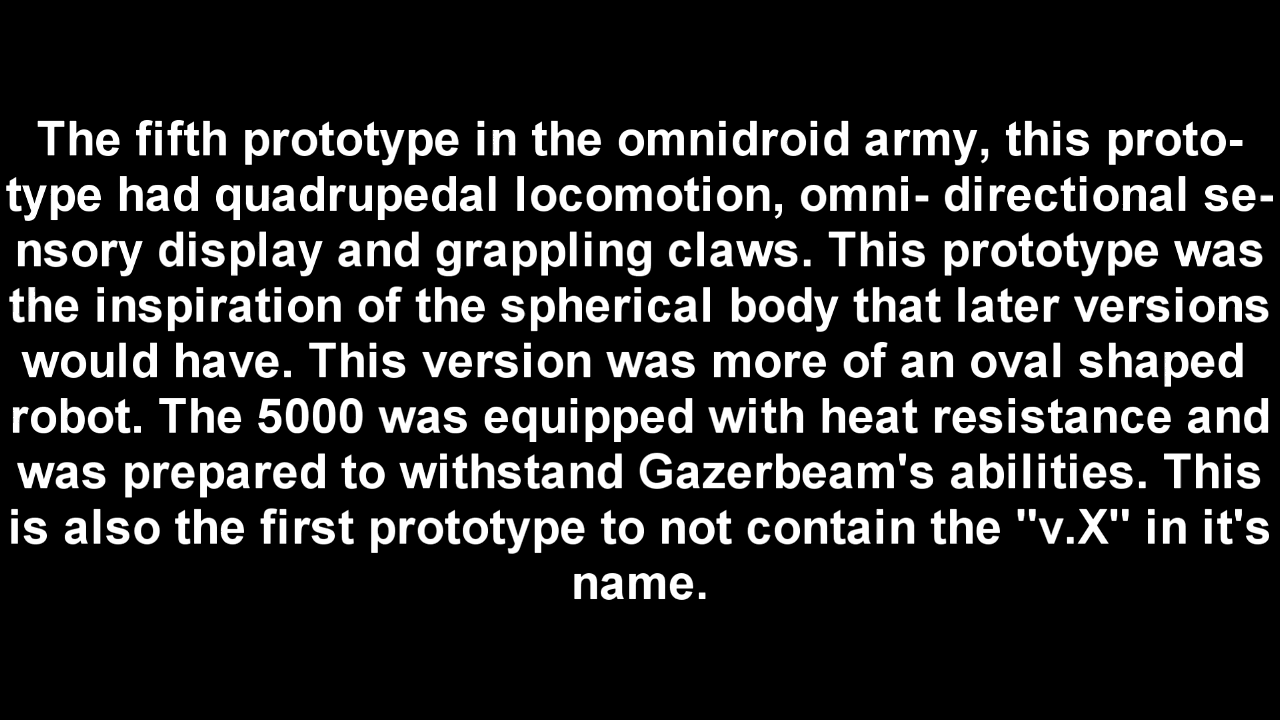 The fifth prototype in the omnidroid army, this proto-
type had quadrupedal locomotion, omni- directional se-
nsory display and grappling claws. This prototype was
the inspiration of the spherical body that later versions
would have. This version was more of an oval shaped
robot. The 5000 was equipped with heat resistance and
was prepared to withstand Gazerbeam's abilities. This
is also the first prototype to not contain the "v.X" in it's
name.